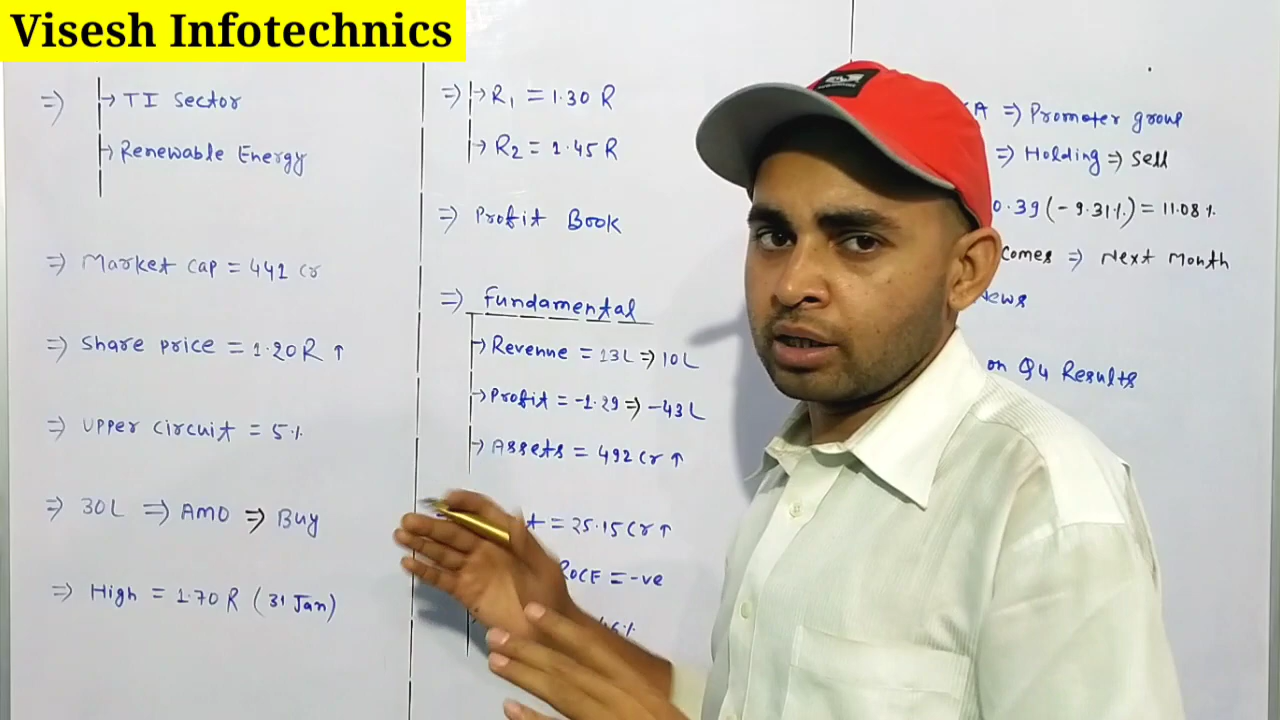 Visesh Infotechnics
=> → TI Sector
→ Renewable Energy
=> Market cap = 441 cr
=> Share price = 1.20 R ↑
=> Upper circuit = 5%
=> 30L => AMO => Buy
=> High = 1.70 R (31 Jan)
=> → R1 = 1.30 R
→ R2 = 1.45 R
=> Profit Book
=> Fundamental
→ Revenue = 13L => 10L
→ Profit = -1.29 => -43L
→ Assets = 492 Cr ↑
= 25.15 Cr ↑
ROCE = -ve
=> Promoter group
=> Holding => Sell
0.39 (-9.31%) = 11.08%
comes => Next Month
News
on Q4 Results